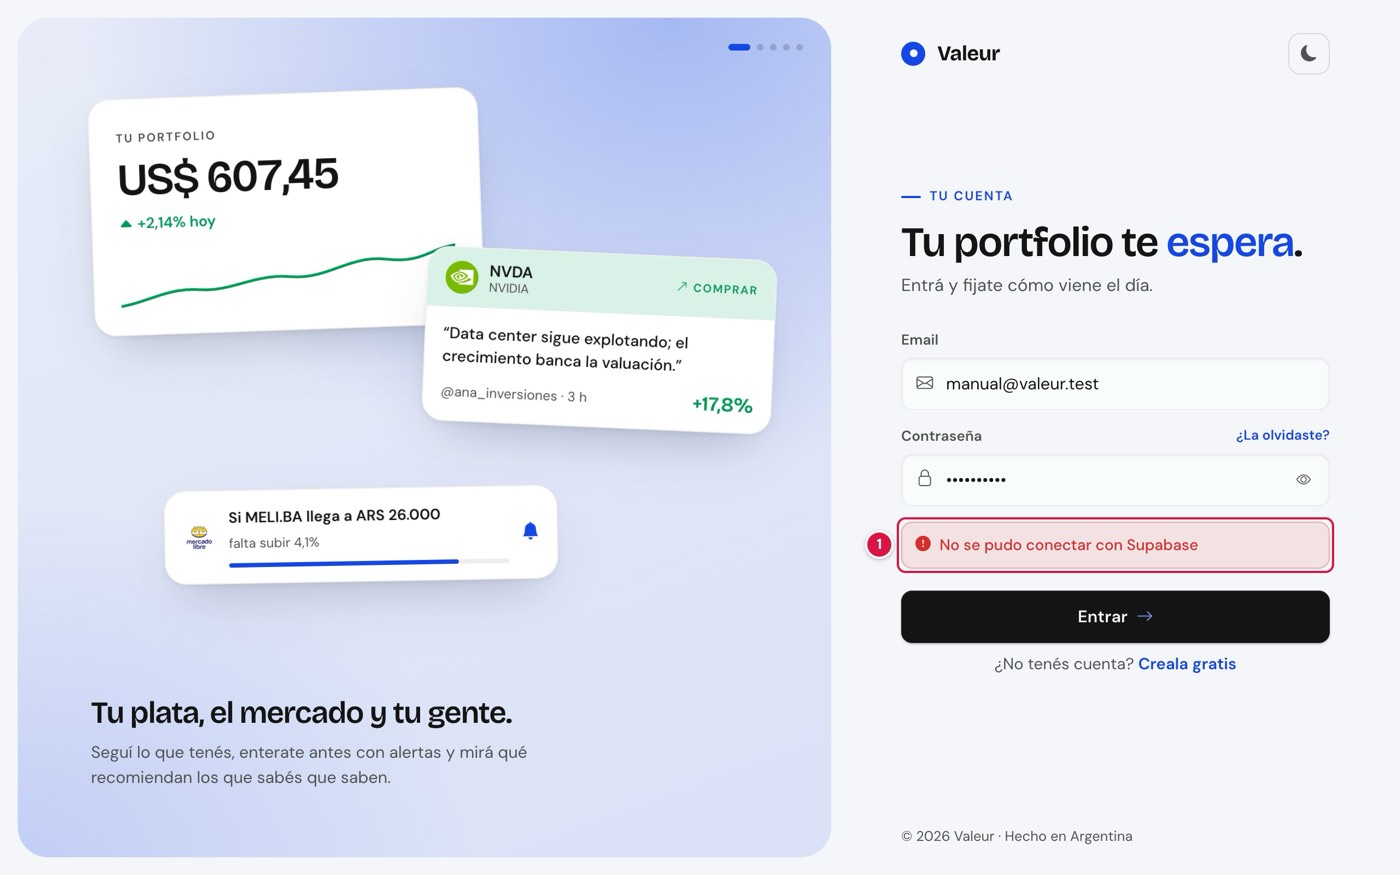 TU PORTFOLIO
US$ 607,45
+2,14% hoy
NVDA
NVIDIA
COMPRAR
“Data center sigue explotando; el
crecimiento banca la valuación.”
@ana_inversiones · 3 h
+17,8%
mercado
libre
Si MELI.BA llega a ARS 26.000
falta subir 4,1%
Tu plata, el mercado y tu gente.
Seguí lo que tenés, enterate antes con alertas y mirá qué
recomiendan los que sabés que saben.
Valeur
TU CUENTA
Tu portfolio te espera.
Entrá y fijate cómo viene el día.
Email
manual@valeur.test
Contraseña
¿La olvidaste?
••••••••••
1
No se pudo conectar con Supabase
Entrar
¿No tenés cuenta? Creala gratis
© 2026 Valeur · Hecho en Argentina